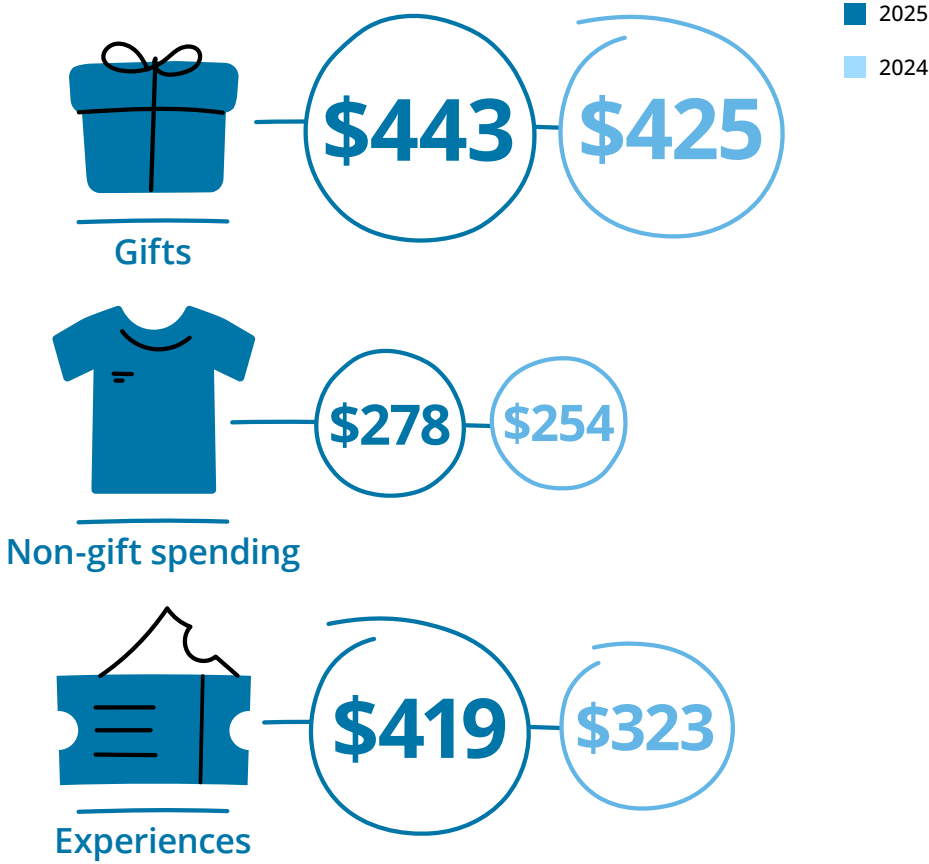 2025
2024
$443
$425
Gifts
$278
$254
Non-gift spending
$419
$323
Experiences